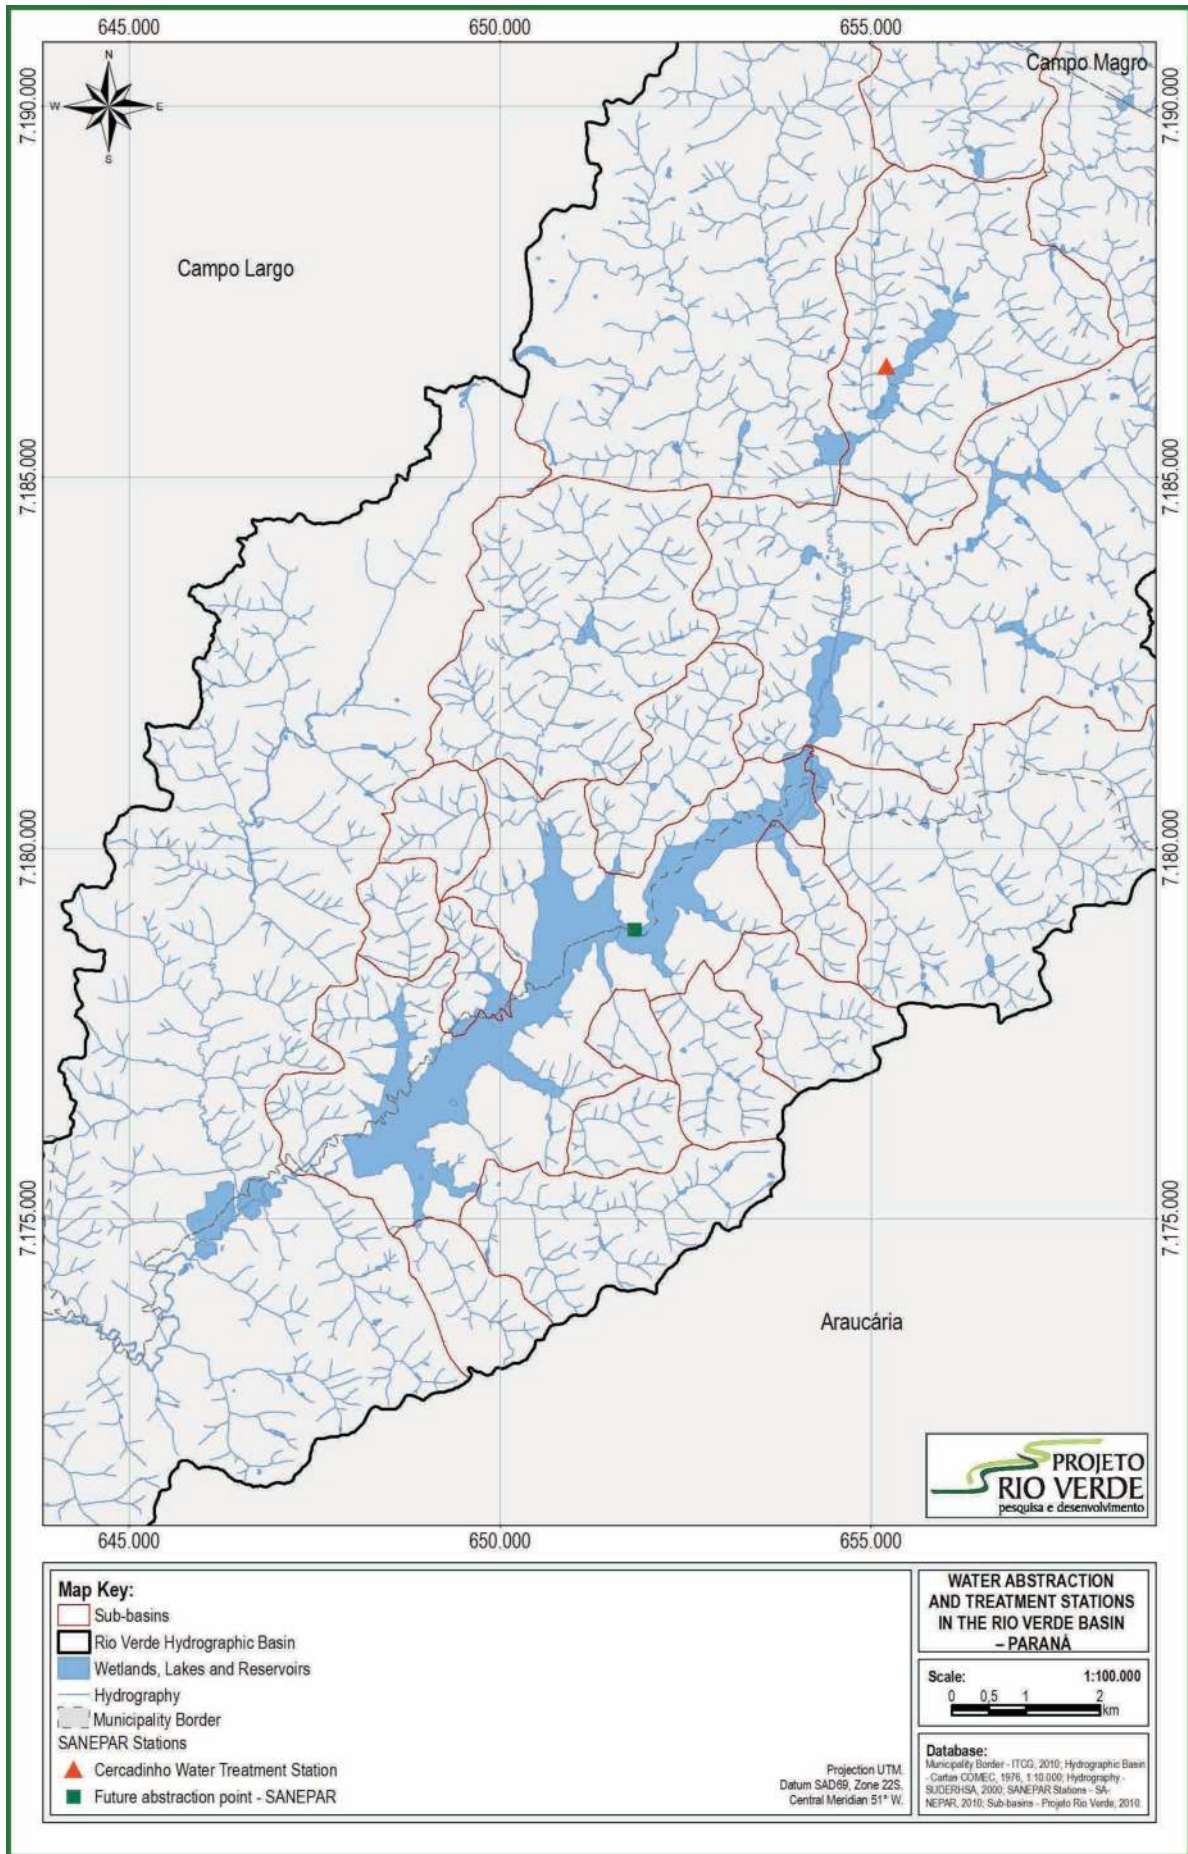 645.000 650.000 655.000
N
W E
S
7.190.000
7.190.000
Campo Magro
Campo Largo
7.185.000
7.185.000
7.180.000
7.180.000
7.175.000
7.175.000
Araucária
PROJETO
RIO VERDE
pesquisa e desenvolvimento
645.000 650.000 655.000
Map Key:
Sub-basins
Rio Verde Hydrographic Basin
Wetlands, Lakes and Reservoirs
Hydrography
Municipality Border
SANEPAR Stations
Cercadinho Water Treatment Station
Future abstraction point - SANEPAR
Projection UTM.
Datum SAD69, Zone 22S.
Central Meridian 51° W.
WATER ABSTRACTION
AND TREATMENT STATIONS
IN THE RIO VERDE BASIN
– PARANÁ
Scale: 1:100.000
0 0,5 1 2
km
Database:
Municipality Border - ITCG, 2010; Hydrographic Basin
- Cartas COMEC, 1976, 1:10.000; Hydrography -
SUDERHSA, 2000; SANEPAR Stations - SA-
NEPAR, 2010; Sub-basins - Projeto Rio Verde, 2010.